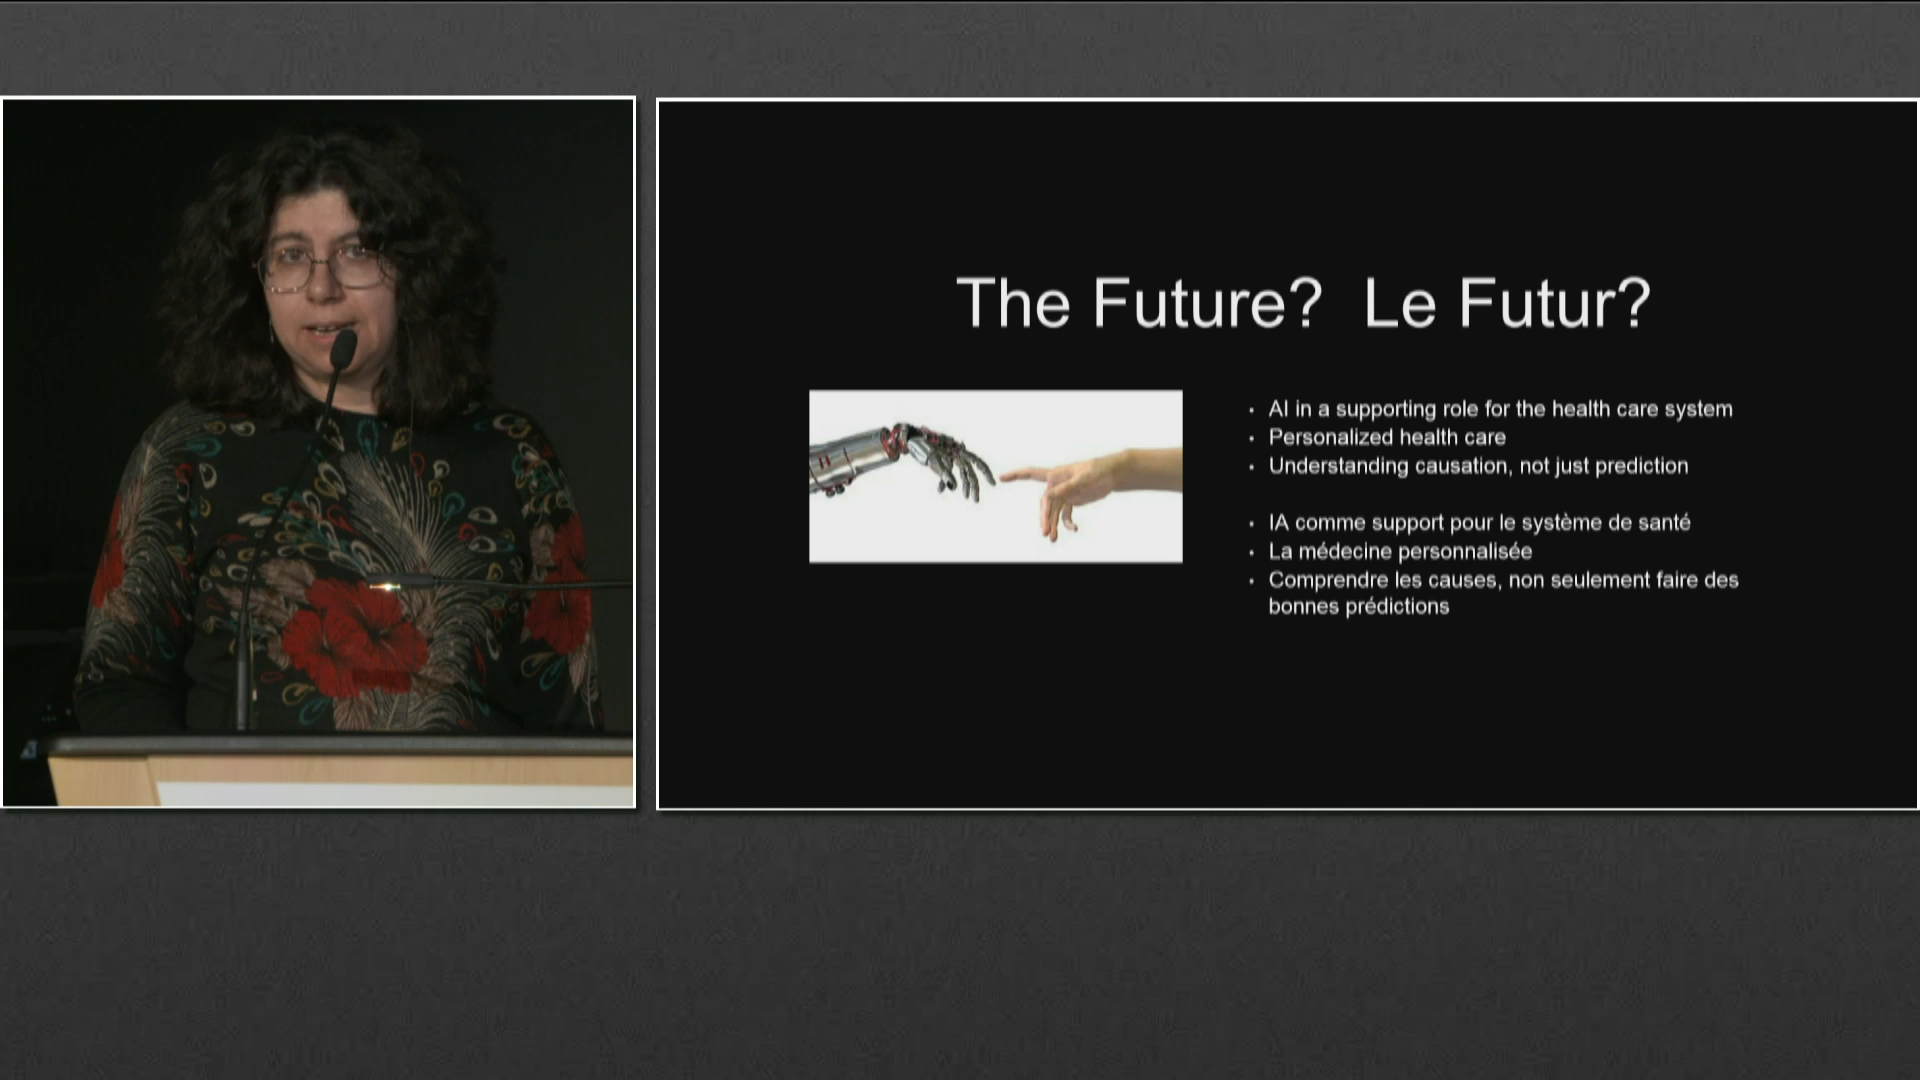 The Future? Le Futur?
· AI in a supporting role for the health care system
· Personalized health care
· Understanding causation, not just prediction
· IA comme support pour le système de santé
· La médecine personnalisée
· Comprendre les causes, non seulement faire des
bonnes prédictions